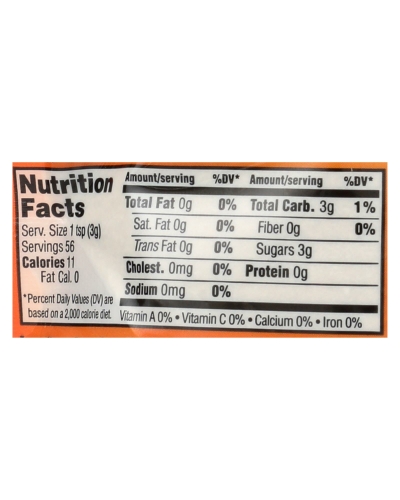 Nutrition
Facts
Serv. Size 1 tsp (3g)
Servings 56
Calories 11
Fat Cal. 0
*Percent Daily Values (DV) are
based on a 2,000 calorie diet.
Amount/serving %DV* Amount/serving %DV*
Total Fat 0g 0% Total Carb. 3g 1%
Sat. Fat 0g 0% Fiber 0g 0%
Trans Fat 0g 0% Sugars 3g
Cholest. 0mg 0% Protein 0g
Sodium 0mg 0%
Vitamin A 0% • Vitamin C 0% • Calcium 0% • Iron 0%